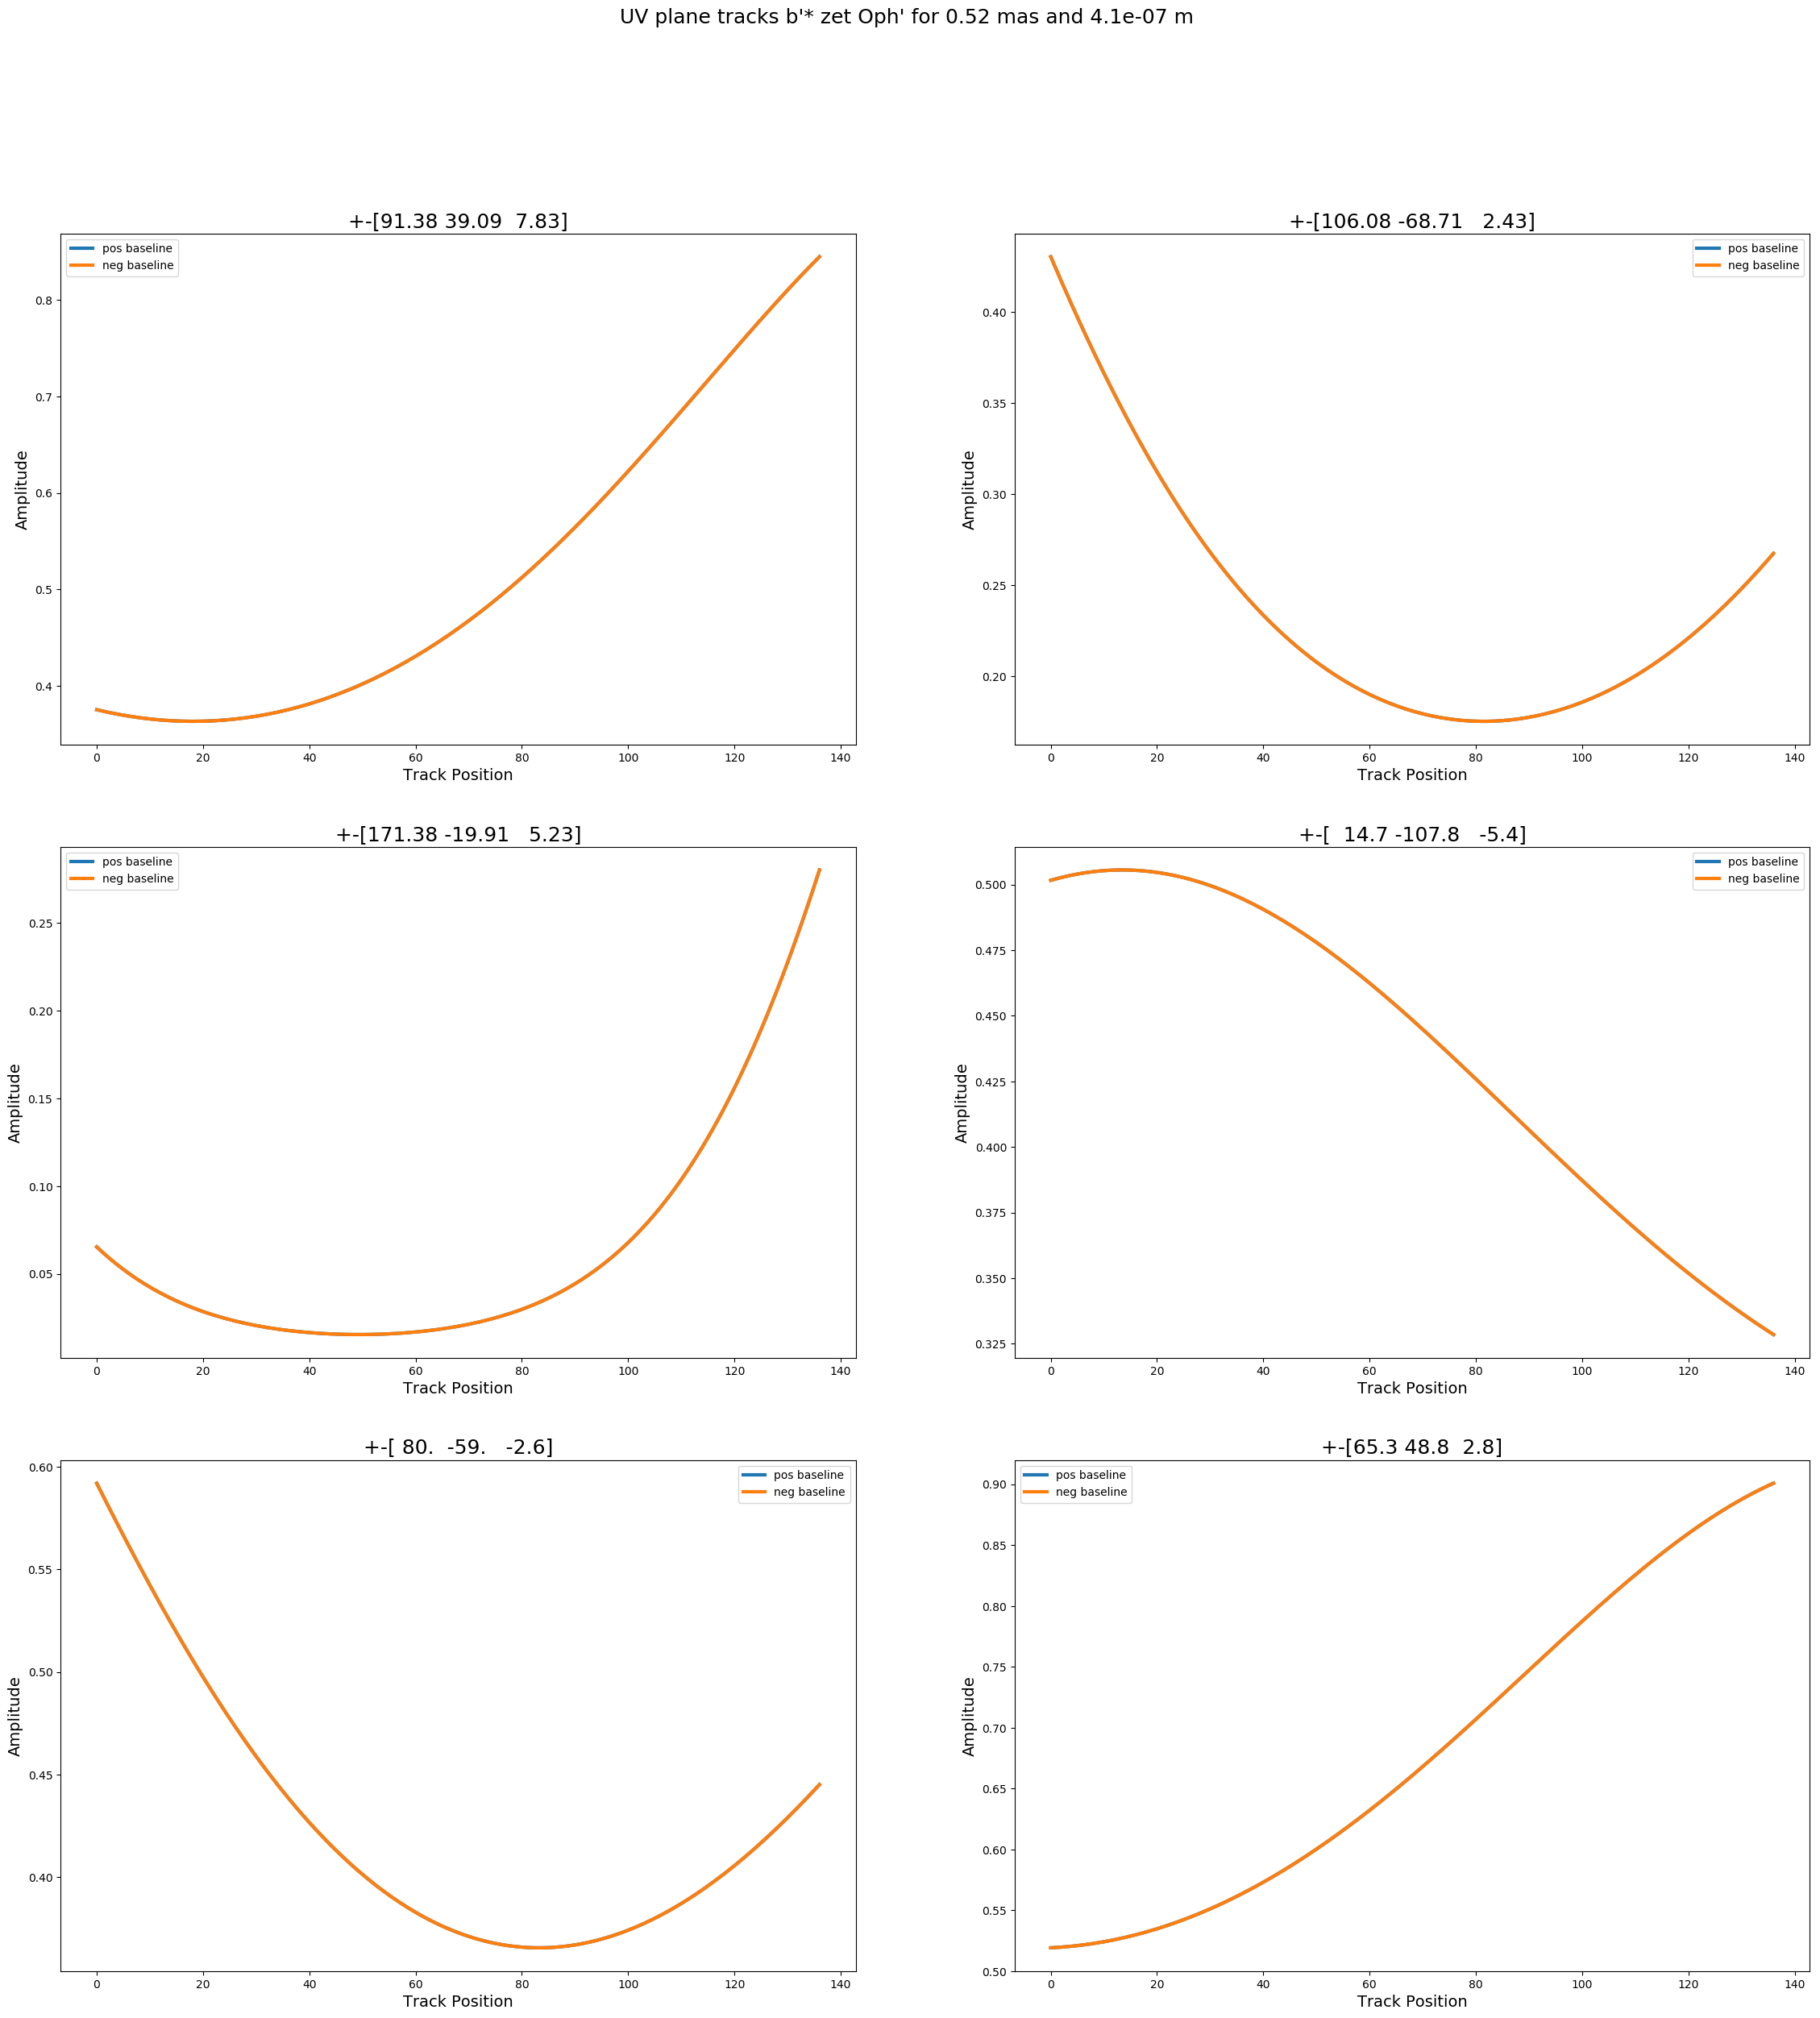 UV plane tracks b'* zet Oph' for 0.52 mas and 4.1e-07 m
+-[91.38 39.09  7.83]
pos baseline
neg baseline
Amplitude
0.8
0.7
0.6
0.5
0.4
0 20 40 60 80 100 120 140
Track Position
+-[106.08 -68.71   2.43]
pos baseline
neg baseline
Amplitude
0.40
0.35
0.30
0.25
0.20
0 20 40 60 80 100 120 140
Track Position
+-[171.38 -19.91   5.23]
pos baseline
neg baseline
Amplitude
0.25
0.20
0.15
0.10
0.05
0 20 40 60 80 100 120 140
Track Position
+-[  14.7 -107.8   -5.4]
pos baseline
neg baseline
Amplitude
0.500
0.475
0.450
0.425
0.400
0.375
0.350
0.325
0 20 40 60 80 100 120 140
Track Position
+-[ 80.  -59.   -2.6]
pos baseline
neg baseline
Amplitude
0.60
0.55
0.50
0.45
0.40
0 20 40 60 80 100 120 140
Track Position
+-[65.3 48.8  2.8]
pos baseline
neg baseline
Amplitude
0.90
0.85
0.80
0.75
0.70
0.65
0.60
0.55
0.50
0 20 40 60 80 100 120 140
Track Position